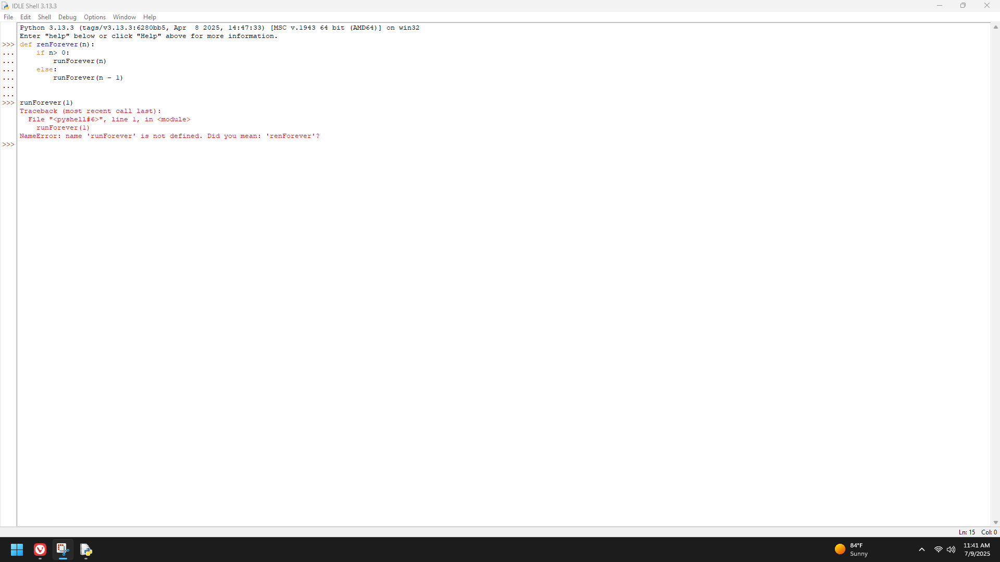 IDLE Shell 3.13.3
File Edit Shell Debug Options Window Help
Python 3.13.3 (tags/v3.13.3:6280bb5, Apr  8 2025, 14:47:33) [MSC v.1943 64 bit (AMD64)] on win32
Enter "help" below or click "Help" above for more information.
>>> def renForever(n):
...     if n> 0:
...         runForever(n)
...     else:
...         runForever(n - 1)
...
...
>>> runForever(1)
Traceback (most recent call last):
  File "<pyshell#6>", line 1, in <module>
    runForever(1)
NameError: name 'runForever' is not defined. Did you mean: 'renForever'?
>>>
Ln: 15 Col: 0
84°F
Sunny
11:41 AM
7/9/2025